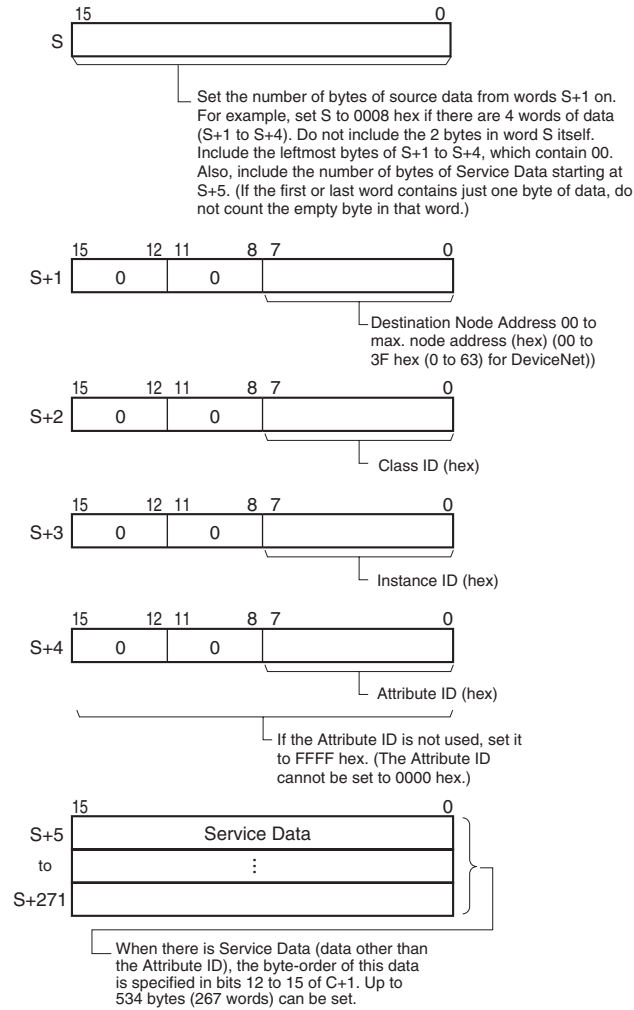 15 0
S
Set the number of bytes of source data from words S+1 on.
For example, set S to 0008 hex if there are 4 words of data
(S+1 to S+4). Do not include the 2 bytes in word S itself.
Include the leftmost bytes of S+1 to S+4, which contain 00.
Also, include the number of bytes of Service Data starting at
S+5. (If the first or last word contains just one byte of data, do
not count the empty byte in that word.)
15 12 11 8 7 0
S+1 0 0
Destination Node Address 00 to
max. node address (hex) (00 to
3F hex (0 to 63) for DeviceNet))
15 12 11 8 7 0
S+2 0 0
Class ID (hex)
15 12 11 8 7 0
S+3 0 0
Instance ID (hex)
15 12 11 8 7 0
S+4 0 0
Attribute ID (hex)
If the Attribute ID is not used, set it
to FFFF hex. (The Attribute ID
cannot be set to 0000 hex.)
15 0
S+5 Service Data
to ⋮
S+271
When there is Service Data (data other than
the Attribute ID), the byte-order of this data
is specified in bits 12 to 15 of C+1. Up to
534 bytes (267 words) can be set.